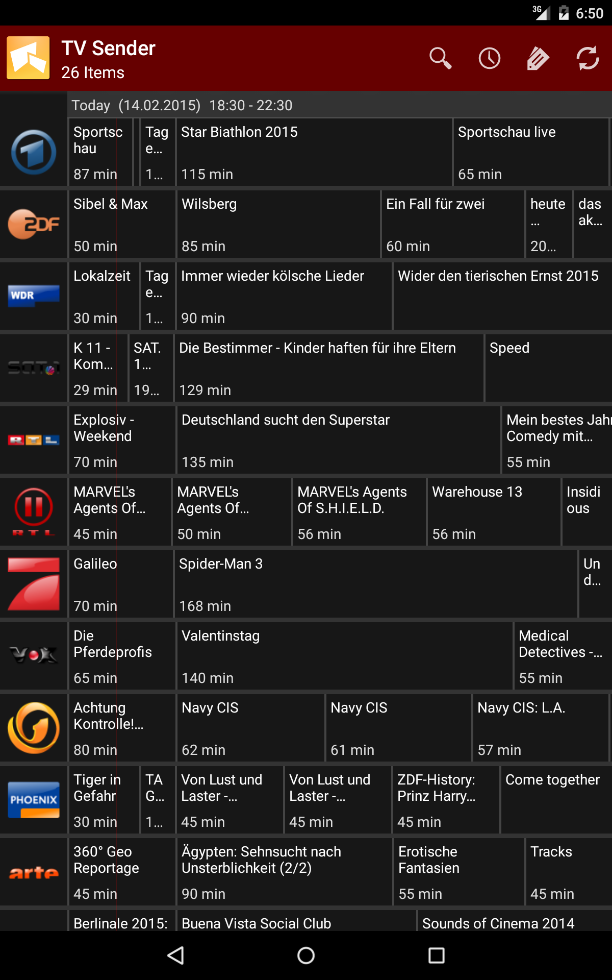 3G 6:50
TV Sender
26 Items
Today (14.02.2015) 18:30 - 22:30
Sportsc
hau
87 min
Tag
e...
1...
Star Biathlon 2015
115 min
Sportschau live
65 min
ZDF
Sibel & Max
50 min
Wilsberg
85 min
Ein Fall für zwei
60 min
heute
...
20...
das
ak...
WDR
Lokalzeit
30 min
Tag
e...
1...
Immer wieder kölsche Lieder
90 min
Wider den tierischen Ernst 2015
SAT.1
K 11 -
Kom...
29 min
SAT.
1...
19...
Die Bestimmer - Kinder haften für ihre Eltern
129 min
Speed
Explosiv -
Weekend
70 min
Deutschland sucht den Superstar
135 min
Mein bestes Jahr
Comedy mit...
55 min
RTL
MARVEL's
Agents Of...
45 min
MARVEL's
Agents Of...
50 min
MARVEL's Agents
Of S.H.I.E.L.D.
56 min
Warehouse 13
56 min
Insidi
ous
Galileo
70 min
Spider-Man 3
168 min
Un
d...
VOX
Die
Pferdeprofis
65 min
Valentinstag
140 min
Medical
Detectives -...
55 min
Achtung
Kontrolle!...
80 min
Navy CIS
62 min
Navy CIS
61 min
Navy CIS: L.A.
57 min
PHOENIX
Tiger in
Gefahr
30 min
TA
G...
1...
Von Lust und
Laster -...
45 min
Von Lust und
Laster -...
45 min
ZDF-History:
Prinz Harry...
45 min
Come together
arte
360° Geo
Reportage
45 min
Ägypten: Sehnsucht nach
Unsterblichkeit (2/2)
90 min
Erotische
Fantasien
55 min
Tracks
45 min
Berlinale 2015:
Buena Vista Social Club
Sounds of Cinema 2014